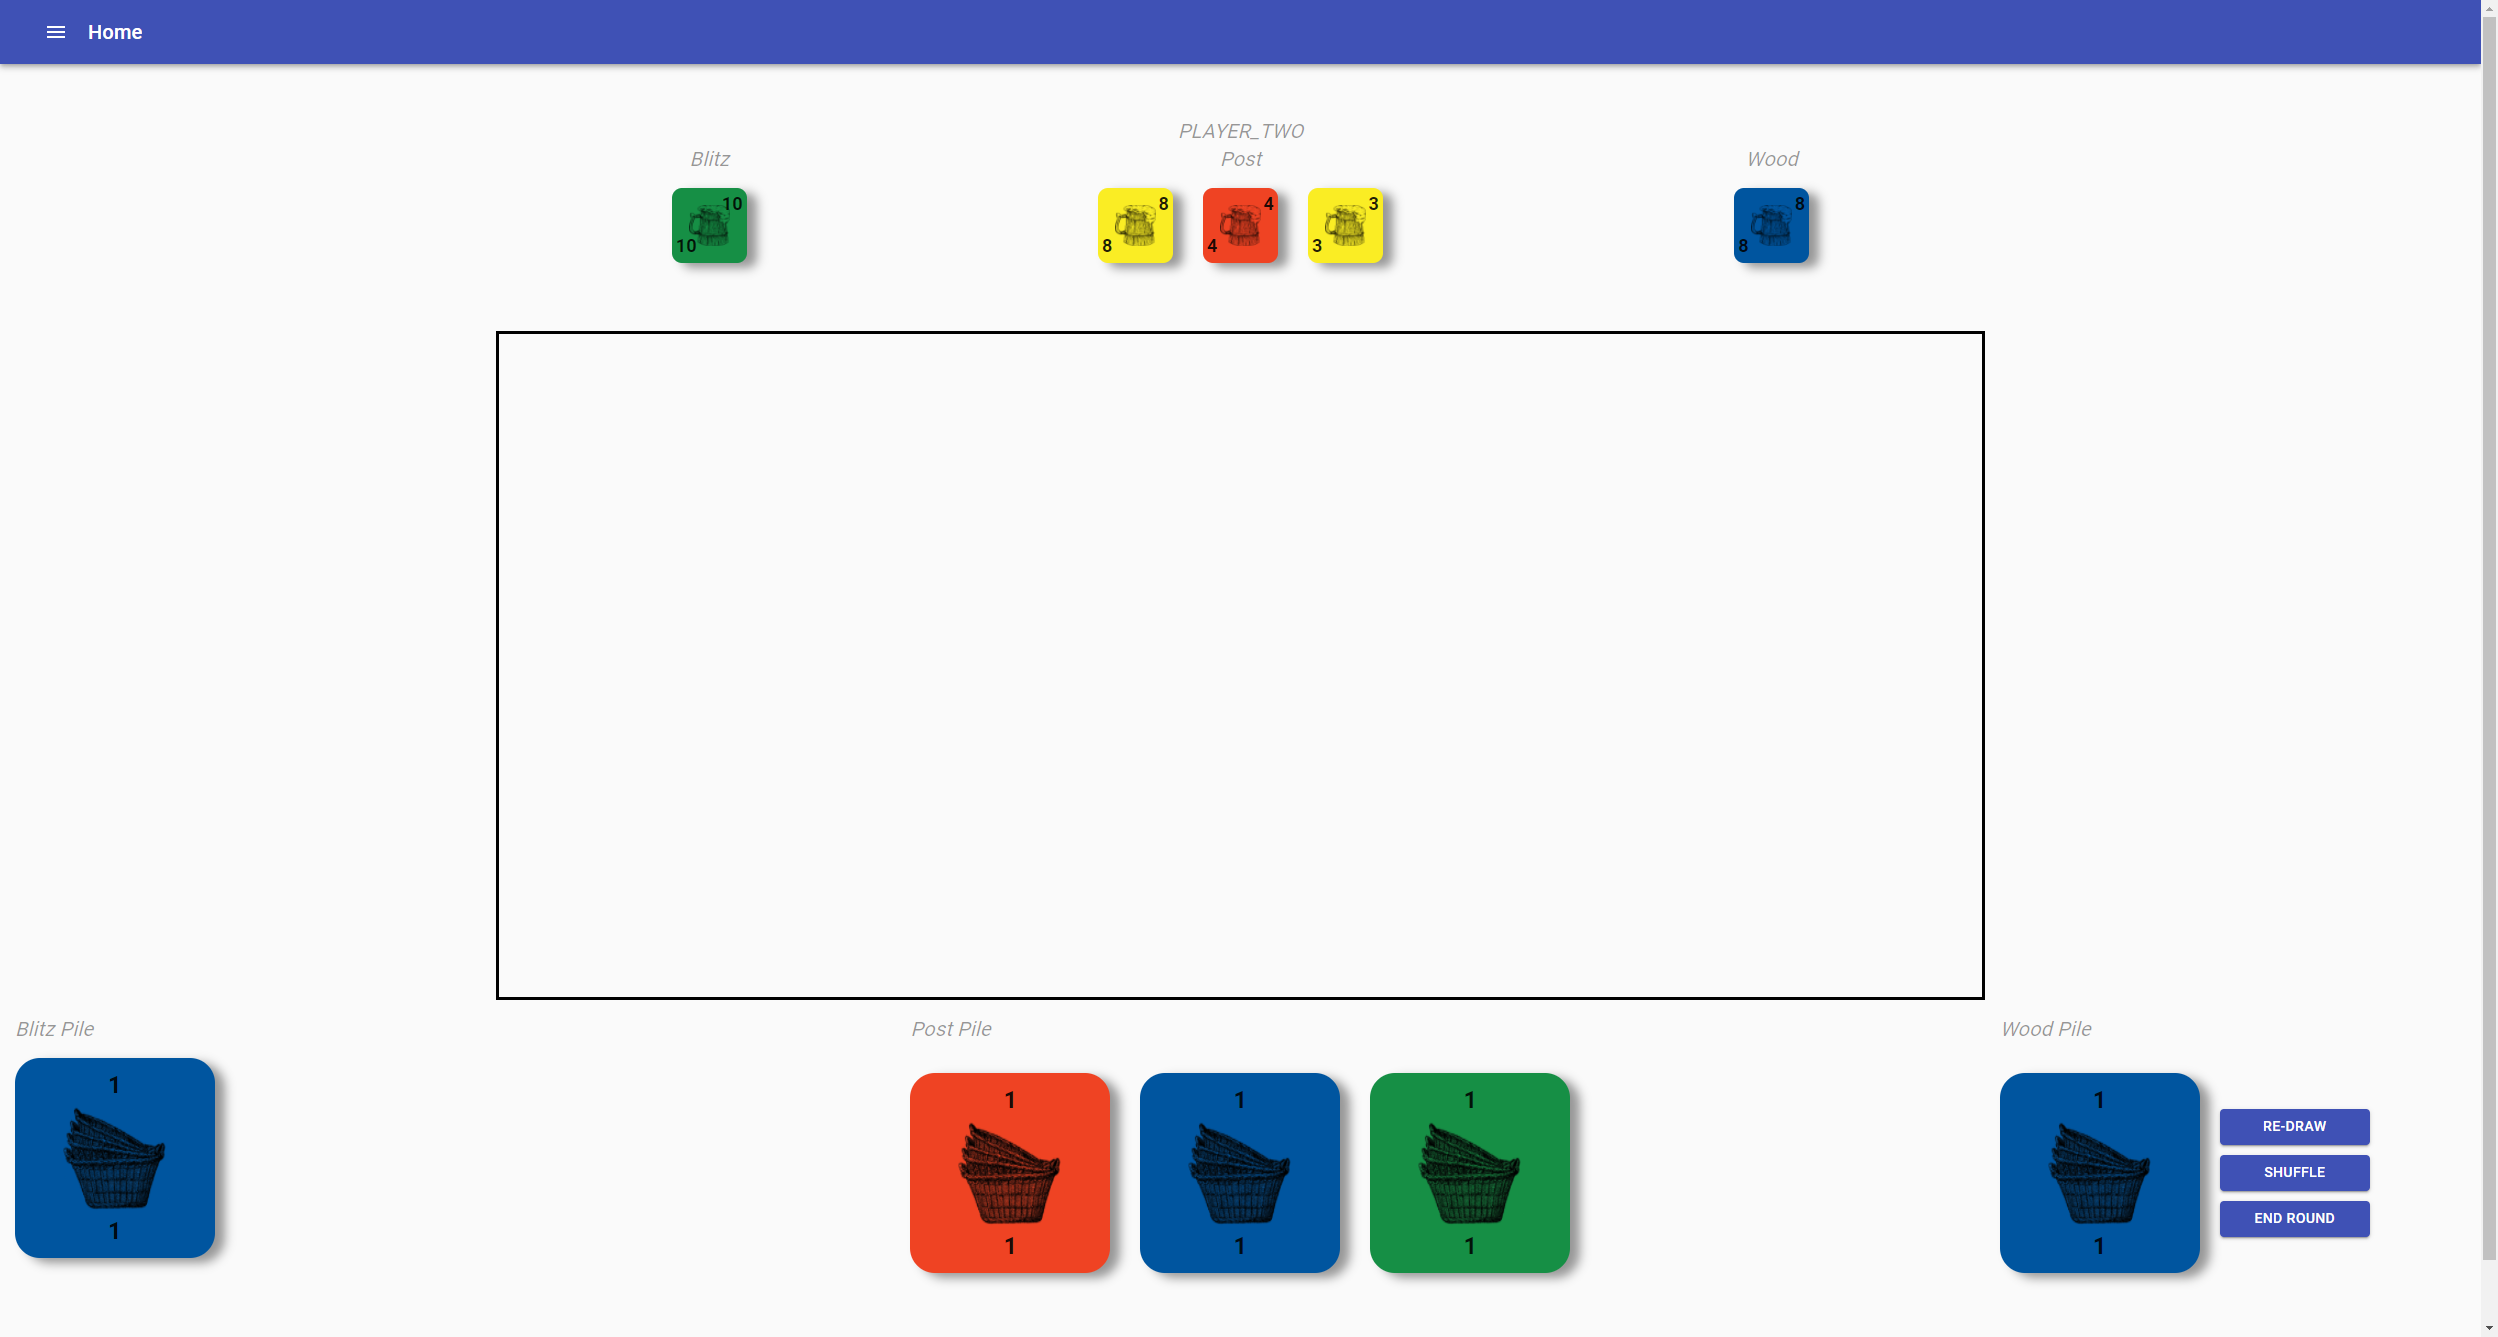 Home
PLAYER_TWO
Blitz Post Wood
10 8 4 3 8
10 8 4 3 8
Blitz Pile Post Pile Wood Pile
1 1 1 1 1
RE-DRAW
SHUFFLE
END ROUND
1 1 1 1 1